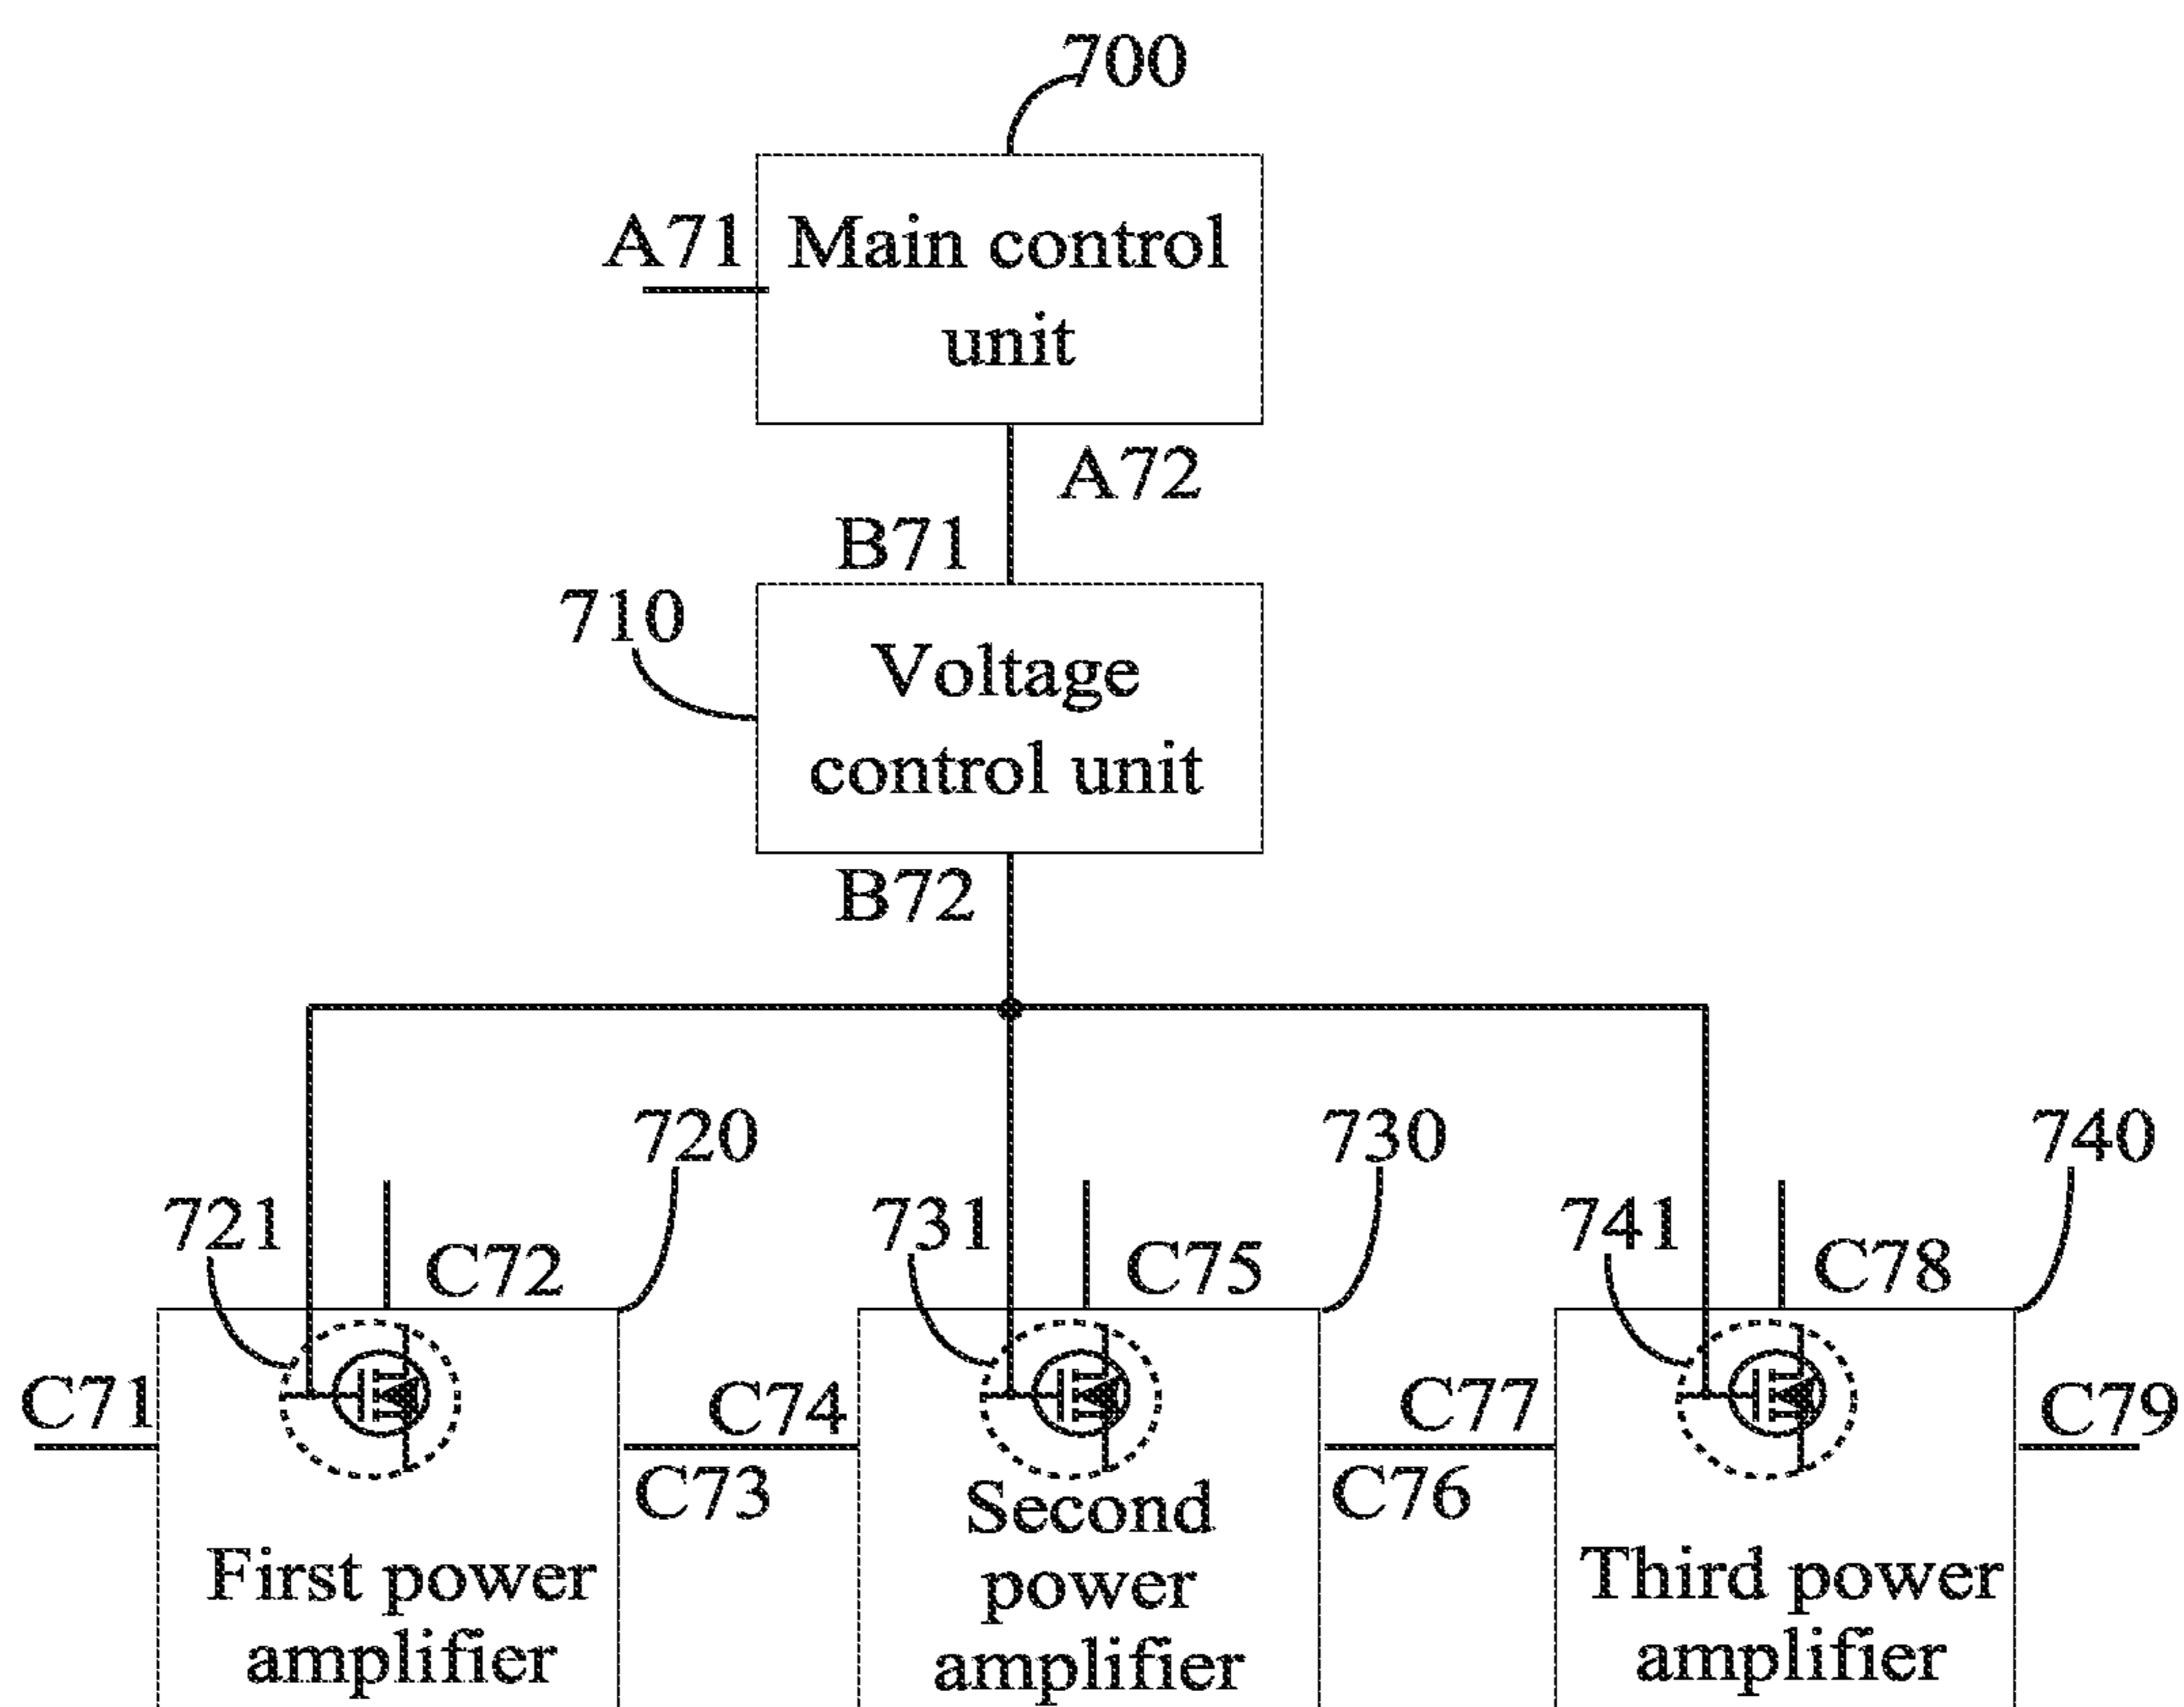 700
A71
Main control
unit
A72
B71
710
Voltage
control unit
B72
720
730
740
721
C72
731
C75
741
C78
C71
C74
C73
C77
C76
C79
First power
amplifier
Second
power
amplifier
Third power
amplifier